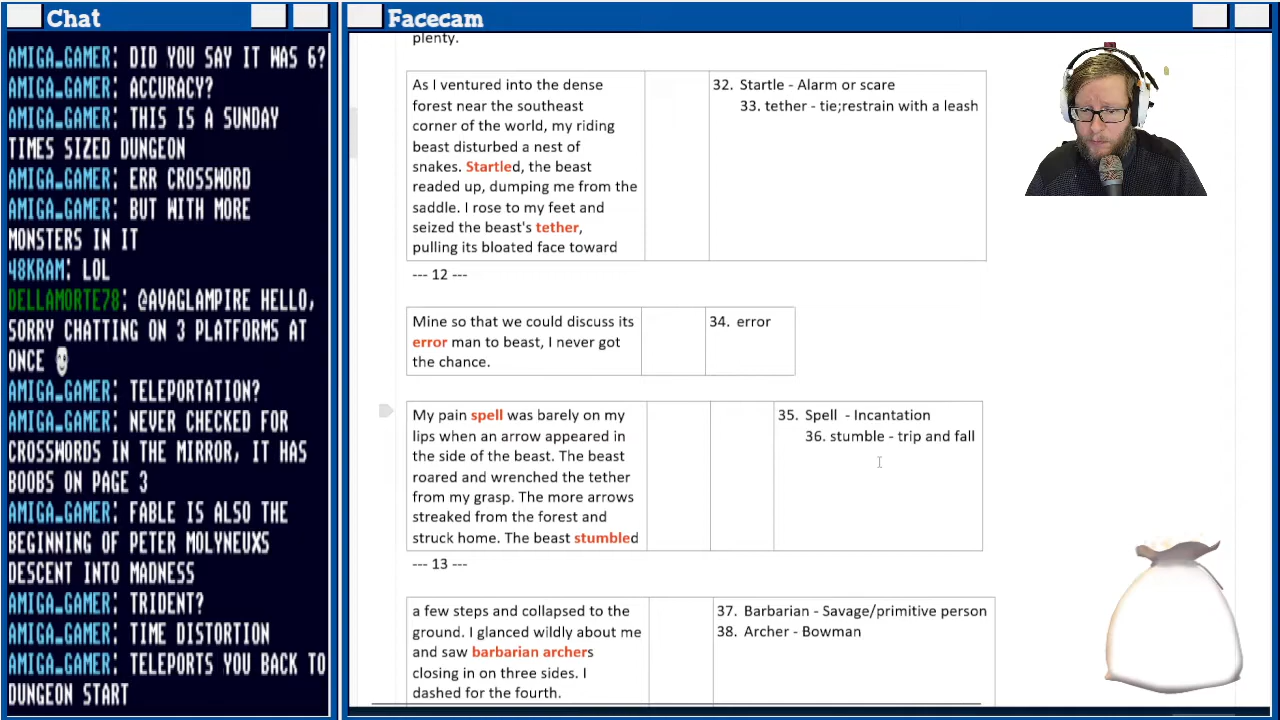 Chat
AMIGA_GAMER: DID YOU SAY IT WAS 6?
AMIGA_GAMER: ACCURACY?
AMIGA_GAMER: THIS IS A SUNDAY
TIMES SIZED DUNGEON
AMIGA_GAMER: ERR CROSSWORD
AMIGA_GAMER: BUT WITH MORE
MONSTERS IN IT
48KRAM: LOL
DELLAMORTE78: @AVAGLAMPIRE HELLO,
SORRY CHATTING ON 3 PLATFORMS AT
ONCE
AMIGA_GAMER: TELEPORTATION?
AMIGA_GAMER: NEVER CHECKED FOR
CROSSWORDS IN THE MIRROR, IT HAS
BOOBS ON PAGE 3
AMIGA_GAMER: FABLE IS ALSO THE
BEGINNING OF PETER MOLYNEUXS
DESCENT INTO MADNESS
AMIGA_GAMER: TRIDENT?
AMIGA_GAMER: TIME DISTORTION
AMIGA_GAMER: TELEPORTS YOU BACK TO
DUNGEON START
Facecam
plenty.
As I ventured into the dense
forest near the southeast
corner of the world, my riding
beast disturbed a nest of
snakes. Startled, the beast
readed up, dumping me from the
saddle. I rose to my feet and
seized the beast's tether,
pulling its bloated face toward
32. Startle - Alarm or scare
33. tether - tie;restrain with a leash
--- 12 ---
Mine so that we could discuss its
error man to beast, I never got
the chance.
34. error
My pain spell was barely on my
lips when an arrow appeared in
the side of the beast. The beast
roared and wrenched the tether
from my grasp. The more arrows
streaked from the forest and
struck home. The beast stumbled
35. Spell - Incantation
36. stumble - trip and fall
--- 13 ---
a few steps and collapsed to the
ground. I glanced wildly about me
and saw barbarian archers
closing in on three sides. I
dashed for the fourth.
37. Barbarian - Savage/primitive person
38. Archer - Bowman